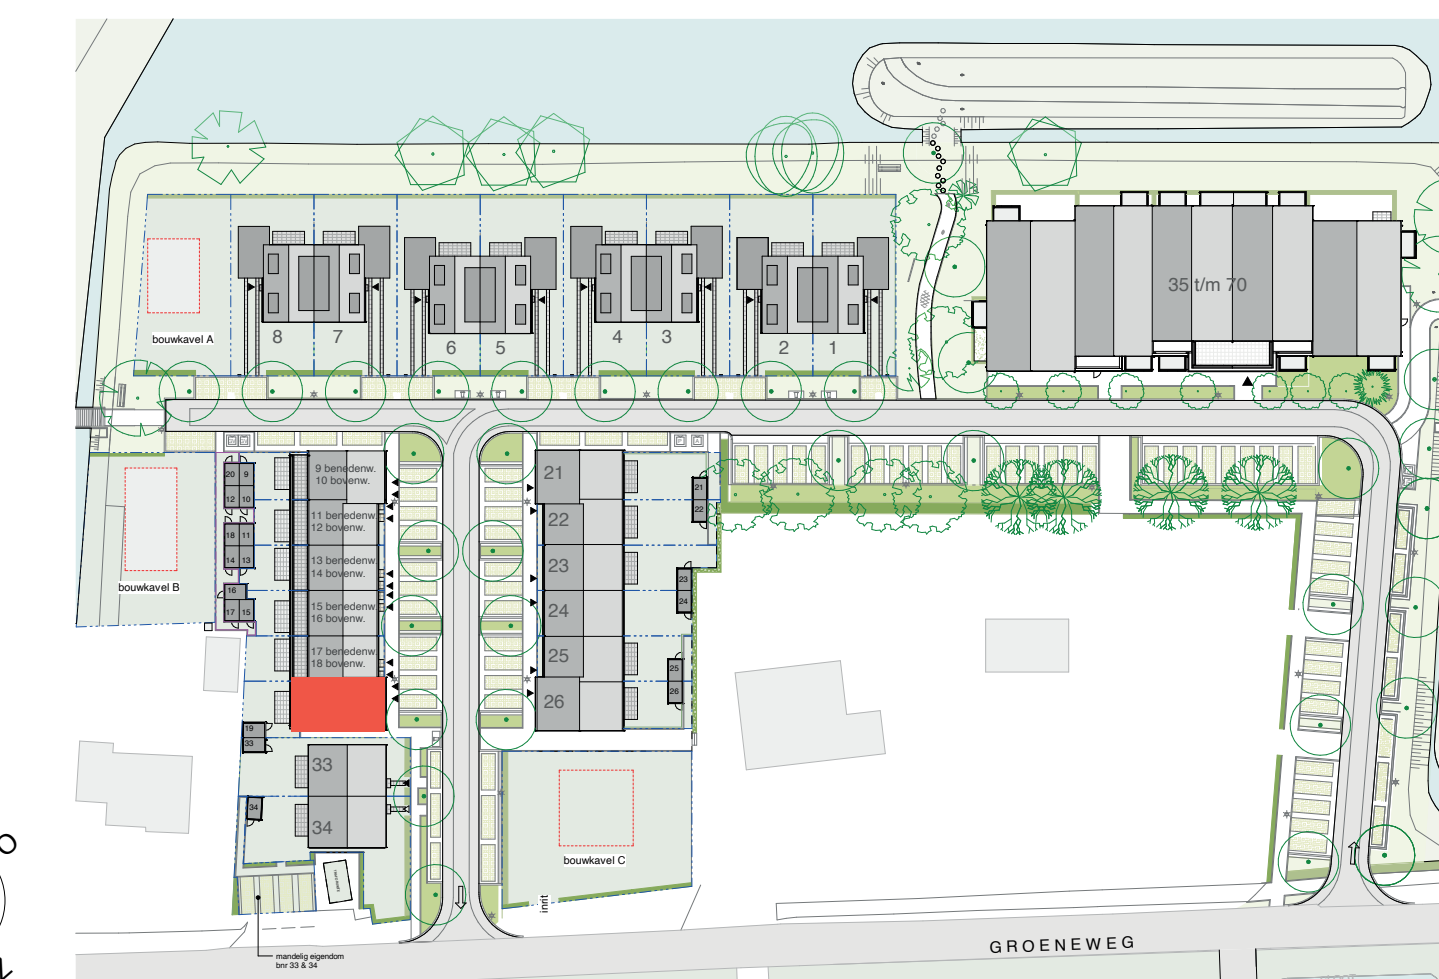 35 t/m 70
bouwkavel A
8
7
6
5
4
3
2
1
20 9
12 10
18 11
14 13
16
17 15
9 benedenw.
10 bovenw.
11 benedenw.
12 bovenw.
13 benedenw.
14 bovenw.
15 benedenw.
16 bovenw.
17 benedenw.
18 bovenw.
21
22
23
24
25
26
21
22
23
24
25
26
bouwkavel B
19
33
34
33
34
bouwkavel C
inrit
GROENEWEG
mandelig eigendom
bnr 33 & 34